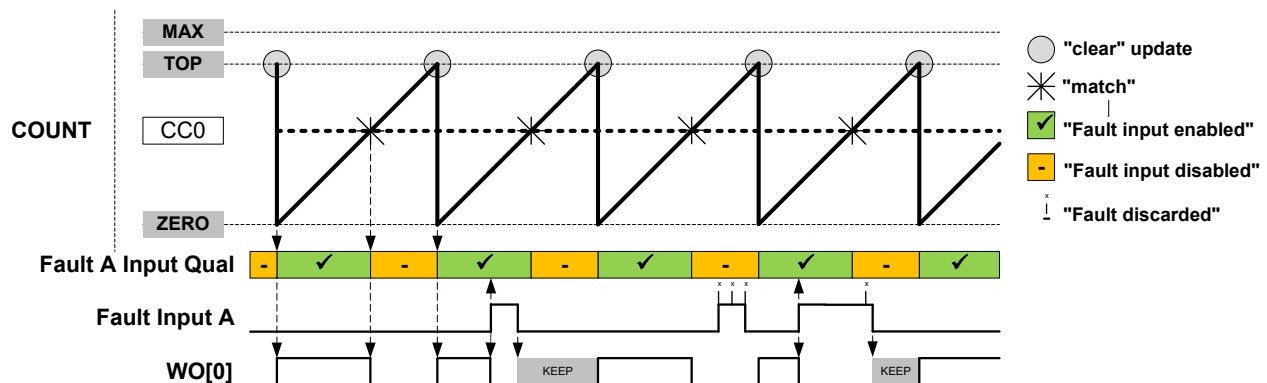 MAX
TOP
COUNT
CC0
ZERO
"clear" update
"match"
"Fault input enabled"
"Fault input disabled"
x
"Fault discarded"
Fault A Input Qual
- ✓ - ✓ - ✓ - ✓ - ✓
x x x x
Fault Input A
WO[0]
KEEP KEEP